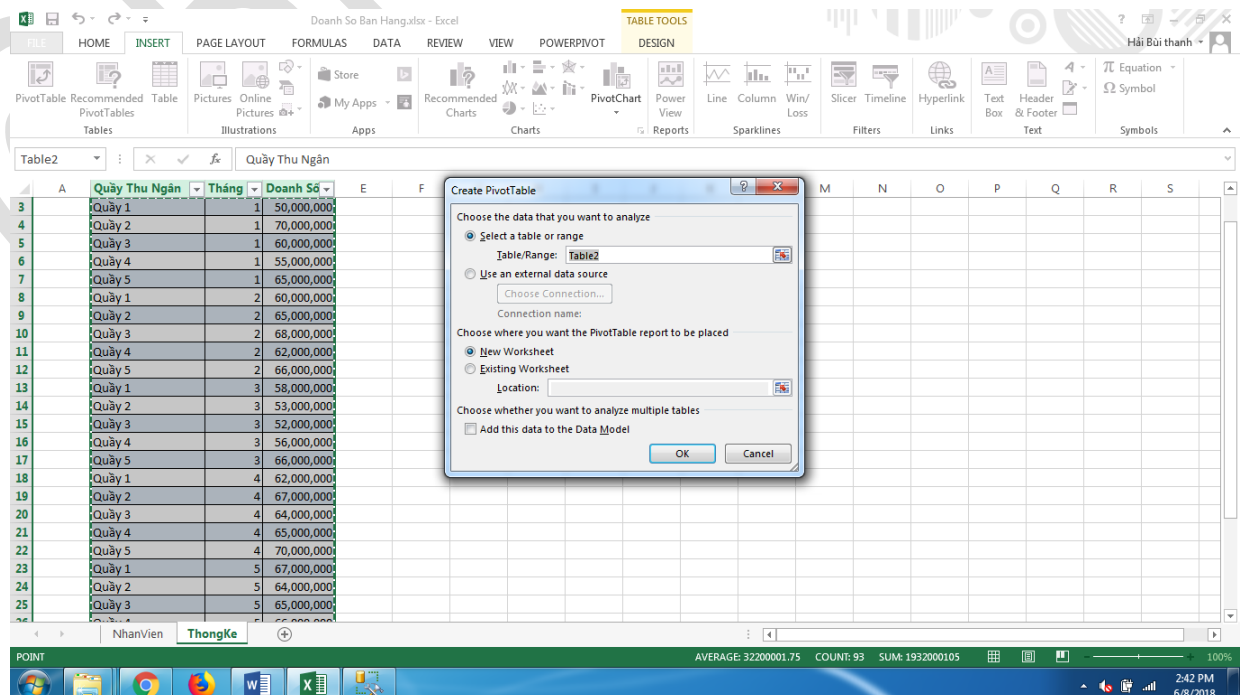 Doanh So Ban Hang.xlsx - Excel
TABLE TOOLS
FILE HOME INSERT PAGE LAYOUT FORMULAS DATA REVIEW VIEW POWERPIVOT DESIGN
Hải Bùi thanh
PivotTable Recommended PivotTables Table
Tables
Pictures Online Pictures
Illustrations
Store
My Apps
Apps
Recommended Charts
PivotChart
Charts
Power View
Reports
Line Column Win/Loss
Sparklines
Slicer Timeline
Filters
Hyperlink
Links
Text Box Header & Footer
Text
Equation
Symbol
Symbols
Table2
fx Quầy Thu Ngân
A Quầy Thu Ngân Tháng Doanh Số E F M N O P Q R S
3 Quầy 1 1 50,000,000
4 Quầy 2 1 70,000,000
5 Quầy 3 1 60,000,000
6 Quầy 4 1 55,000,000
7 Quầy 5 1 65,000,000
8 Quầy 1 2 60,000,000
9 Quầy 2 2 65,000,000
10 Quầy 3 2 68,000,000
11 Quầy 4 2 62,000,000
12 Quầy 5 2 66,000,000
13 Quầy 1 3 58,000,000
14 Quầy 2 3 53,000,000
15 Quầy 3 3 52,000,000
16 Quầy 4 3 56,000,000
17 Quầy 5 3 66,000,000
18 Quầy 1 4 62,000,000
19 Quầy 2 4 67,000,000
20 Quầy 3 4 64,000,000
21 Quầy 4 4 65,000,000
22 Quầy 5 4 70,000,000
23 Quầy 1 5 67,000,000
24 Quầy 2 5 64,000,000
25 Quầy 3 5 65,000,000
Create PivotTable
Choose the data that you want to analyze
Select a table or range
Table/Range: Table2
Use an external data source
Choose Connection...
Connection name:
Choose where you want the PivotTable report to be placed
New Worksheet
Existing Worksheet
Location:
Choose whether you want to analyze multiple tables
Add this data to the Data Model
OK Cancel
NhanVien ThongKe
POINT AVERAGE: 32200001.75 COUNT: 93 SUM: 1932000105 100%
2:42 PM
6/8/2018